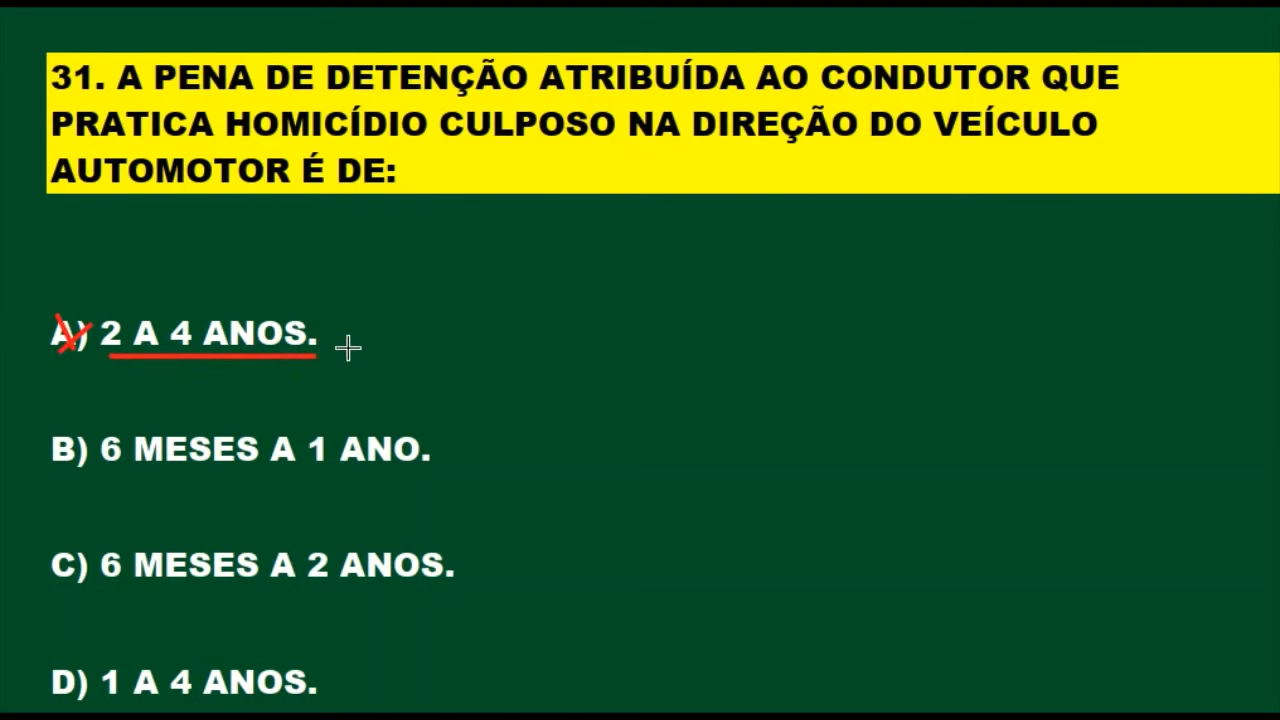 31. A PENA DE DETENÇÃO ATRIBUÍDA AO CONDUTOR QUE
PRATICA HOMICÍDIO CULPOSO NA DIREÇÃO DO VEÍCULO
AUTOMOTOR É DE:
A) 2 A 4 ANOS.
B) 6 MESES A 1 ANO.
C) 6 MESES A 2 ANOS.
D) 1 A 4 ANOS.